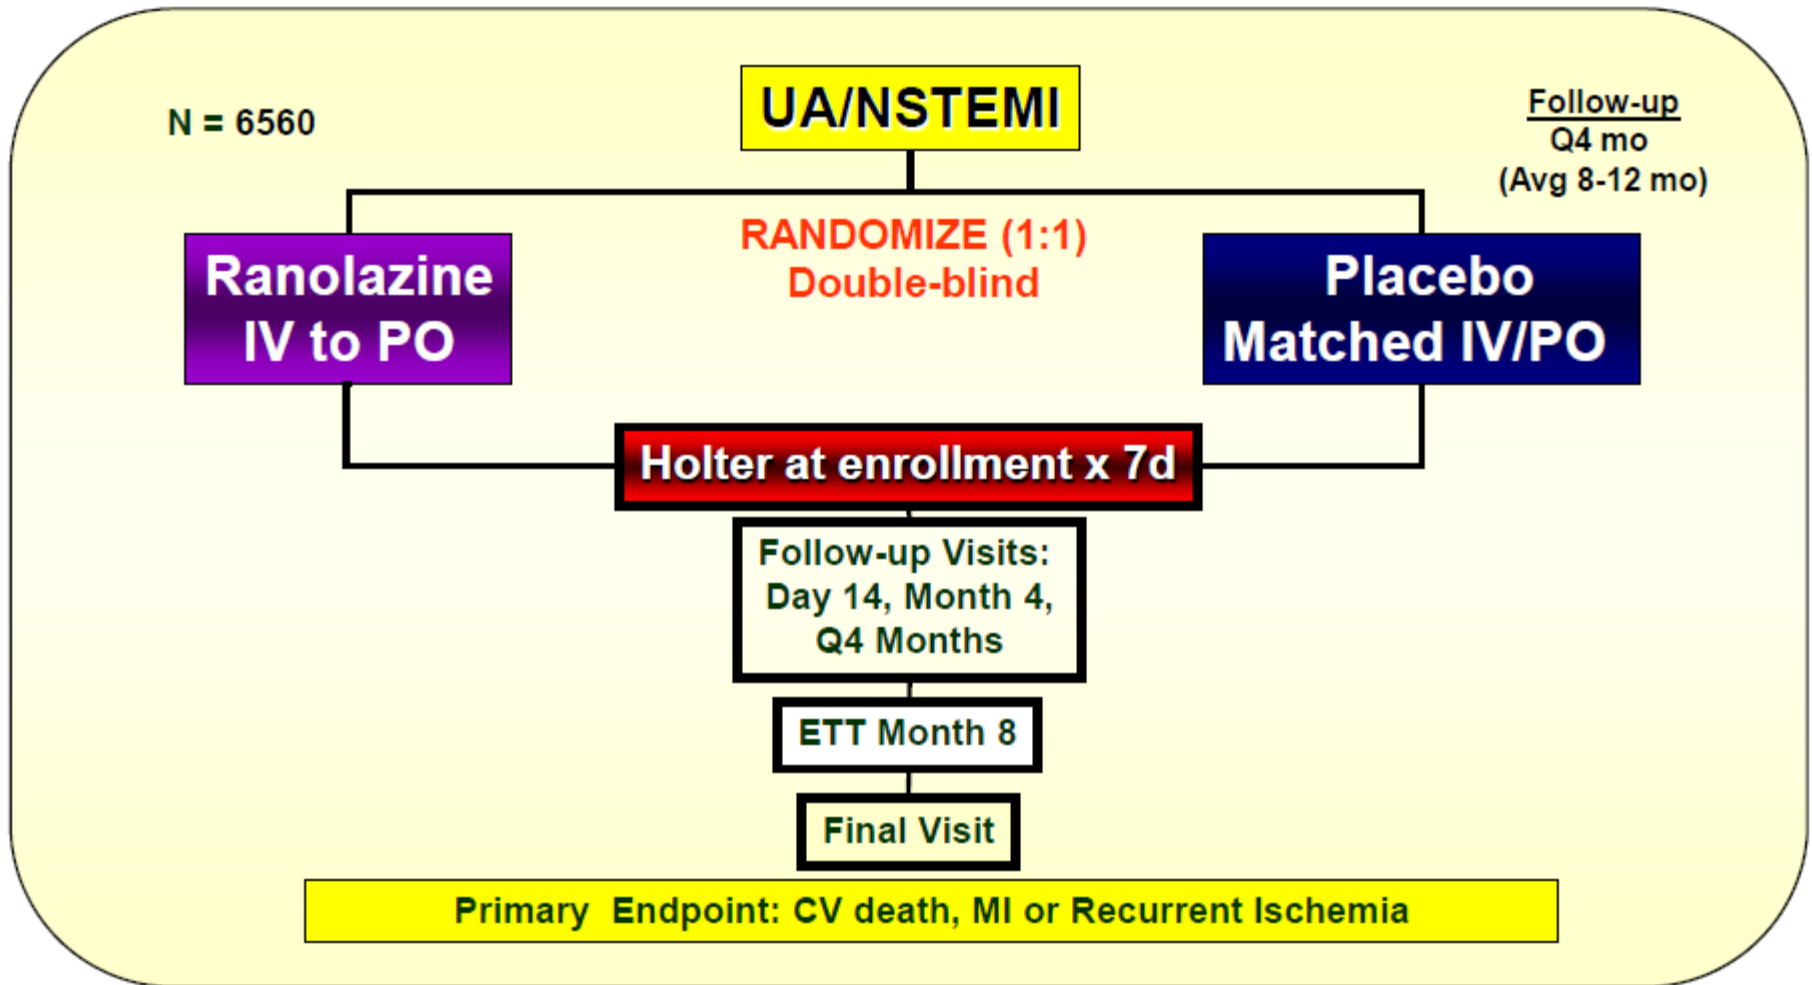 N = 6560
UA/NSTEMI
Follow-up
Q4 mo
(Avg 8-12 mo)
RANDOMIZE (1:1)
Double-blind
Ranolazine
IV to PO
Placebo
Matched IV/PO
Holter at enrollment x 7d
Follow-up Visits:
Day 14, Month 4,
Q4 Months
ETT Month 8
Final Visit
Primary Endpoint: CV death, MI or Recurrent Ischemia